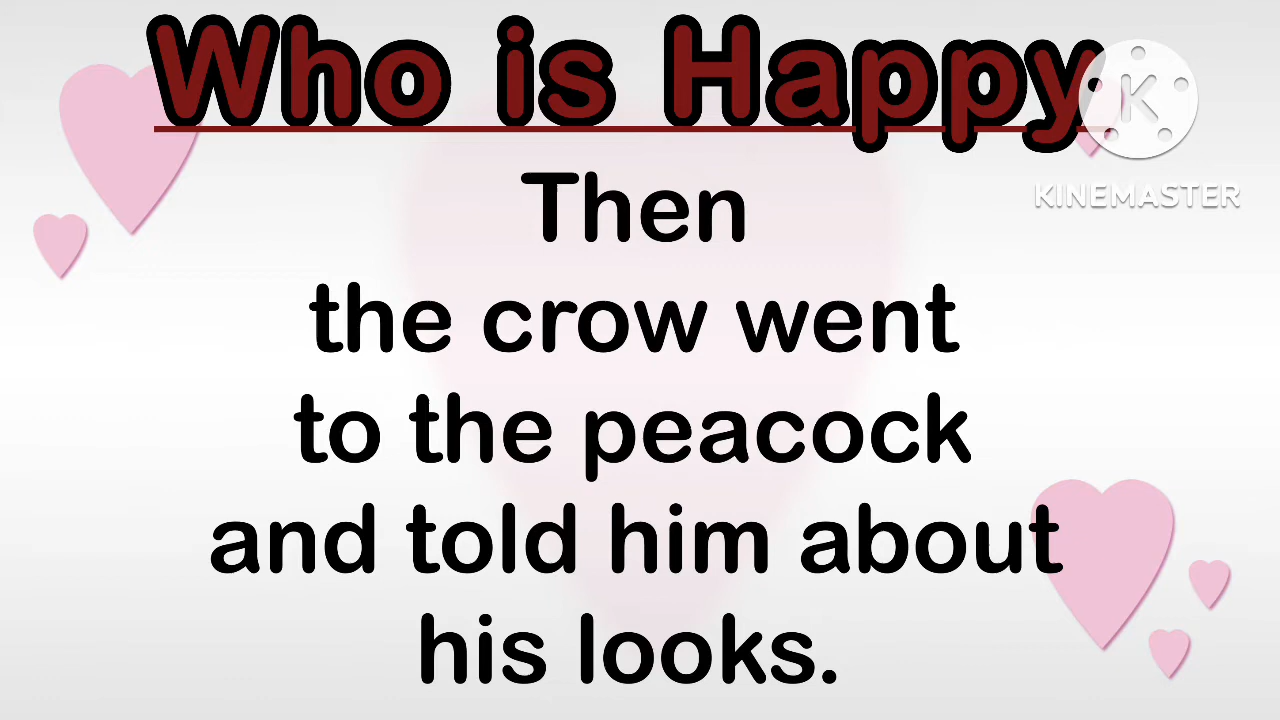 Who is Happy
K
KINEMASTER
Then
the crow went
to the peacock
and told him about
his looks.